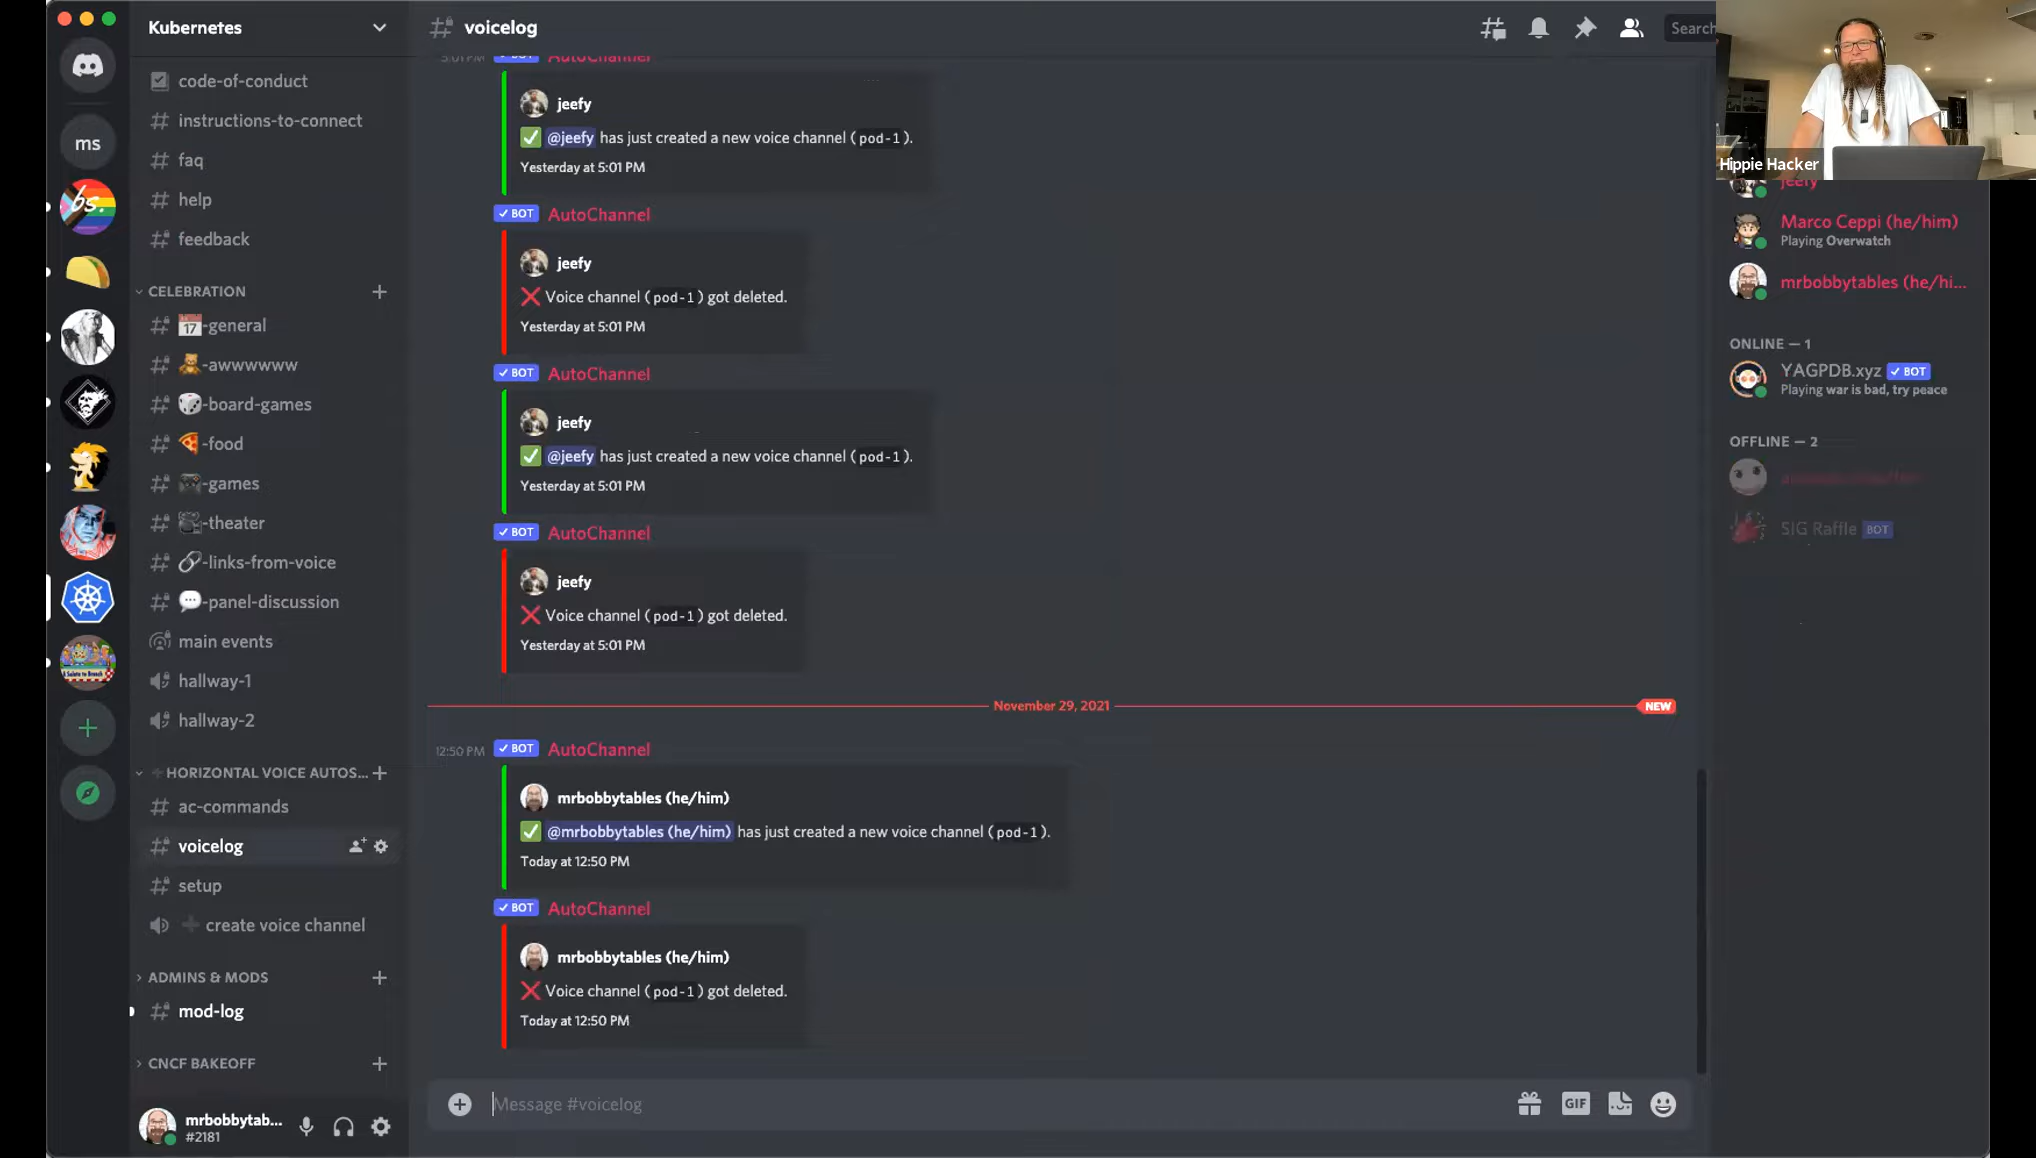 Kubernetes
code-of-conduct
instructions-to-connect
faq
help
feedback
CELEBRATION
17-general
-awwwwww
-board-games
-food
-games
-theater
-links-from-voice
-panel-discussion
main events
hallway-1
hallway-2
HORIZONTAL VOICE AUTOS...
ac-commands
voicelog
setup
create voice channel
ADMINS & MODS
mod-log
CNCF BAKEOFF
mrbobbytab...
#2181
ms
bs.
voicelog
Search
5:01 PM BOT AutoChannel
jeefy
@jeefy has just created a new voice channel (pod-1).
Yesterday at 5:01 PM
BOT AutoChannel
jeefy
Voice channel (pod-1) got deleted.
Yesterday at 5:01 PM
BOT AutoChannel
jeefy
@jeefy has just created a new voice channel (pod-1).
Yesterday at 5:01 PM
BOT AutoChannel
jeefy
Voice channel (pod-1) got deleted.
Yesterday at 5:01 PM
November 29, 2021 NEW
12:50 PM BOT AutoChannel
mrbobbytables (he/him)
@mrbobbytables (he/him) has just created a new voice channel (pod-1).
Today at 12:50 PM
BOT AutoChannel
mrbobbytables (he/him)
Voice channel (pod-1) got deleted.
Today at 12:50 PM
Message #voicelog
GIF
Hippie Hacker
jeefy
Marco Ceppi (he/him)
Playing Overwatch
mrbobbytables (he/hi...
ONLINE — 1
YAGPDB.xyz BOT
Playing war is bad, try peace
OFFLINE — 2
SIG Raffle BOT